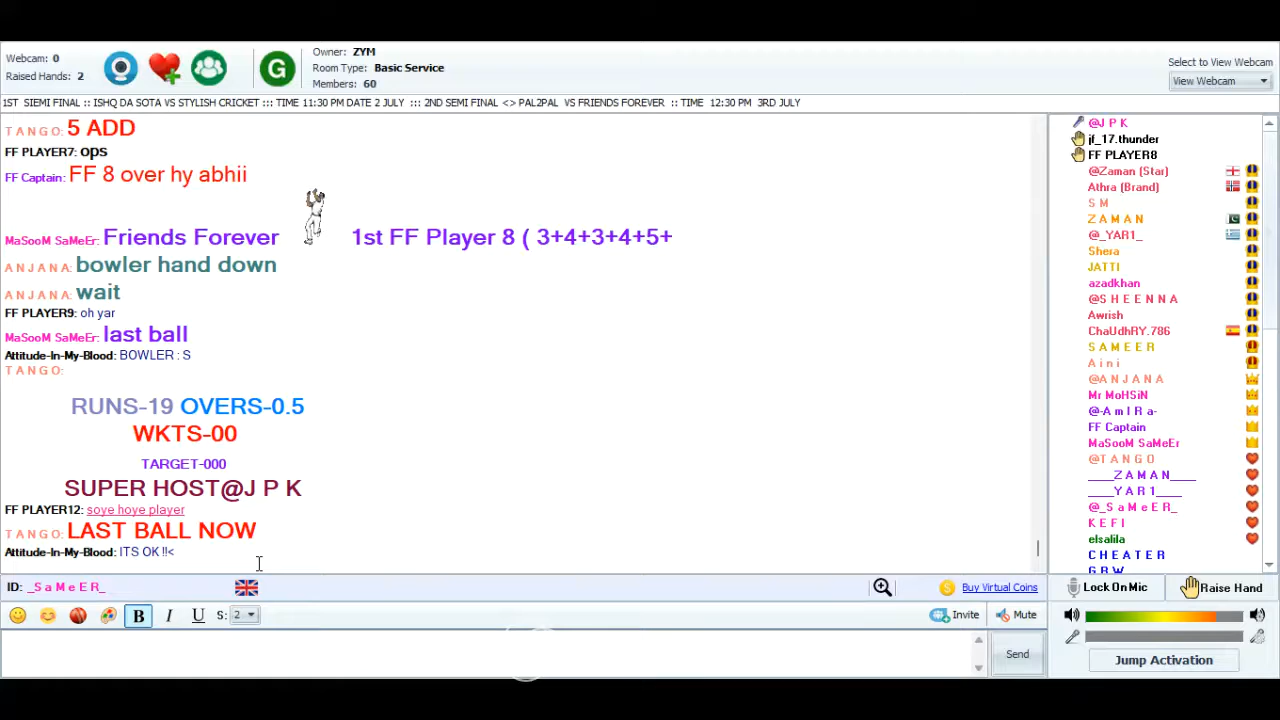 Webcam: 0
Raised Hands: 2
G
Owner: ZYM
Room Type: Basic Service
Members: 60
Select to View Webcam
View Webcam
1ST SIEMI FINAL :: ISHQ DA SOTA VS STYLISH CRICKET ::: TIME 11:30 PM DATE 2 JULY ::: 2ND SEMI FINAL <> PAL2PAL VS FRIENDS FOREVER :: TIME 12:30 PM 3RD JULY
T A N G O: 5 ADD
FF PLAYER7: ops
FF Captain: FF 8 over hy abhii
MaSooM SaMeEr: Friends Forever 1st FF Player 8 ( 3+4+3+4+5+
A N J A N A: bowler hand down
A N J A N A: wait
FF PLAYER9: oh yar
MaSooM SaMeEr: last ball
Attitude-In-My-Blood: BOWLER : S
T A N G O:
RUNS-19 OVERS-0.5
WKTS-00
TARGET-000
SUPER HOST@J P K
FF PLAYER12: soye hoye player
T A N G O: LAST BALL NOW
Attitude-In-My-Blood: ITS OK !!<
@J P K
jf_17.thunder
FF PLAYER8
@Zaman (Star)
Athra (Brand)
S M
Z A M A N
@_YAR1_
Shera
JATTI
azadkhan
@S H E E N N A
Awrish
ChaUdhRY.786
S A M E E R
A i n i
@A N J A N A
Mr MoHSiN
@-A m I R a-
FF Captain
MaSooM SaMeEr
@T A N G O
____Z A M A N____
____Y A R 1____
@_S a M e E R_
K E F I
elsalila
C H E A T E R
G R W
ID: _S a M e E R_
Buy Virtual Coins
Lock On Mic
Raise Hand
B I U S: 2
Invite
Mute
Send
Jump Activation